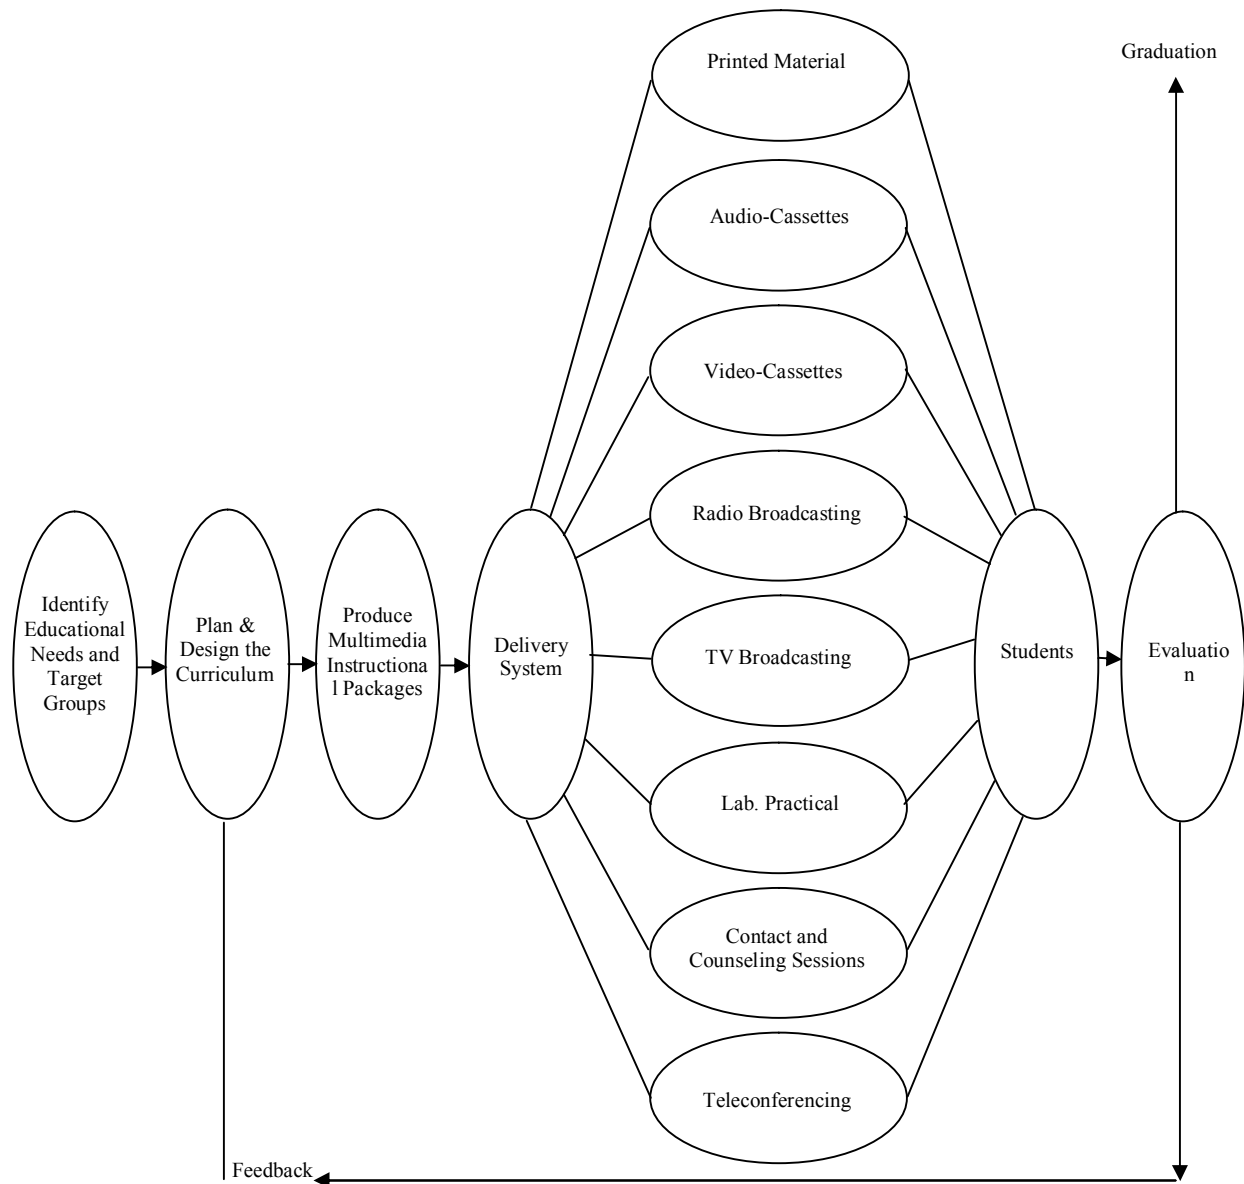 Printed Material
Graduation
Audio-Cassettes
Video-Cassettes
Radio Broadcasting
Identify
Educational
Needs and
Target
Groups
Plan &
Design the
Curriculum
Produce
Multimedia
Instructiona
l Packages
Delivery
System
TV Broadcasting
Students
Evaluatio
n
Lab. Practical
Contact and
Counseling Sessions
Teleconferencing
Feedback